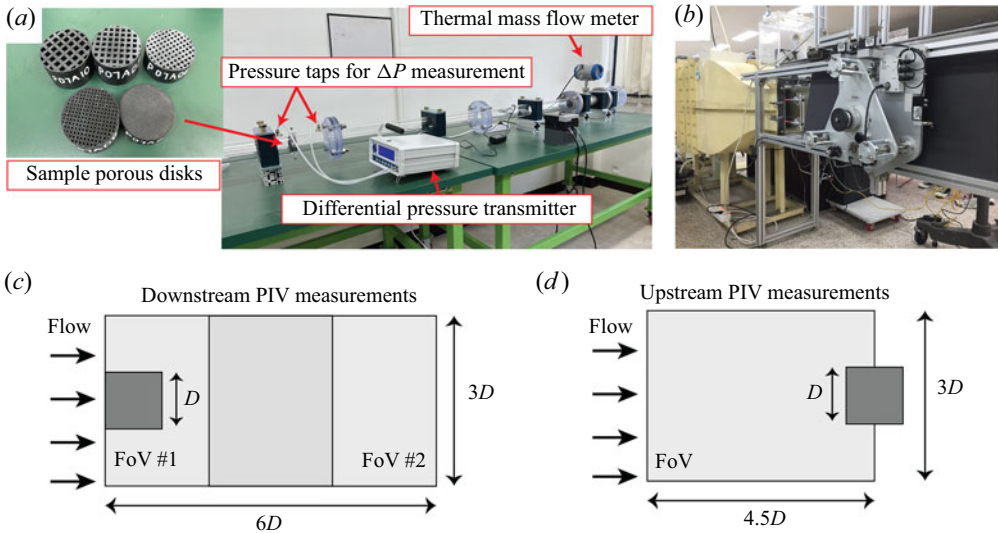 (a)
(b)
Thermal mass flow meter
Pressure taps for ΔP measurement
Sample porous disks
Differential pressure transmitter
(c)
Downstream PIV measurements
Flow
D
3D
FoV #1
FoV #2
6D
(d)
Upstream PIV measurements
Flow
D
3D
FoV
4.5D